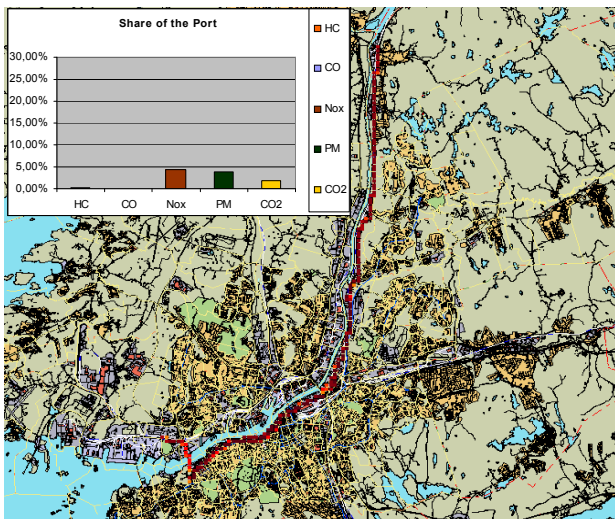 Share of the Port
30,00%
25,00%
20,00%
15,00%
10,00%
5,00%
0,00%
HC
CO
Nox
PM
CO2
HC
CO
Nox
PM
CO2